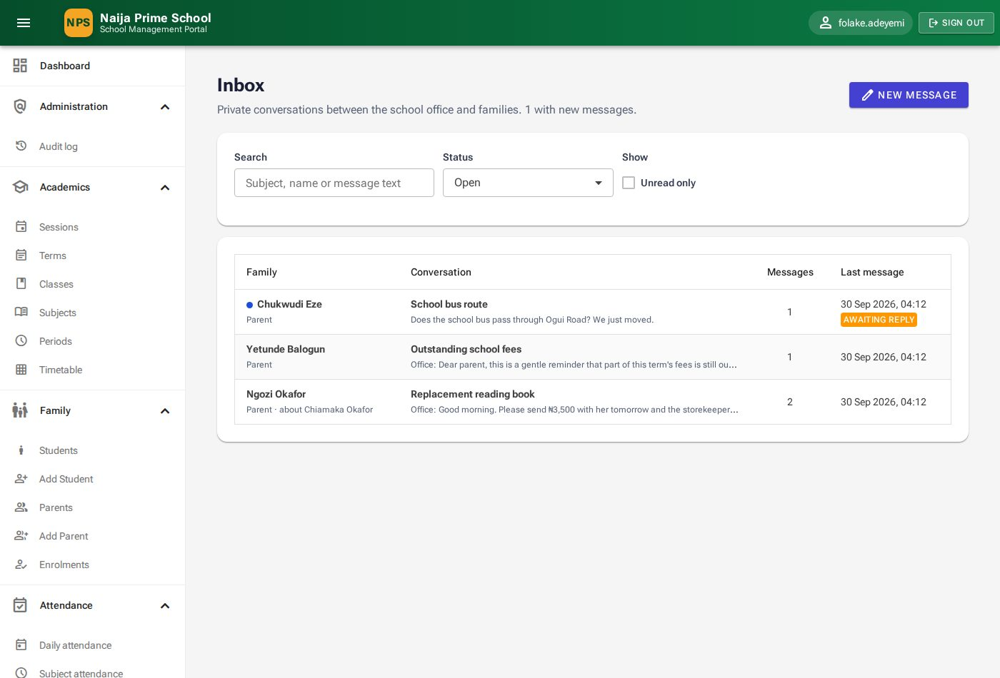 NPS
Naija Prime School
School Management Portal
folake.adeyemi
SIGN OUT
Dashboard
Administration
Audit log
Academics
Sessions
Terms
Classes
Subjects
Periods
Timetable
Family
Students
Add Student
Parents
Add Parent
Enrolments
Attendance
Daily attendance
Subject attendance
Inbox
Private conversations between the school office and families. 1 with new messages.
NEW MESSAGE
Search
Status
Show
Subject, name or message text
Open
Unread only
Family
Conversation
Messages
Last message
Chukwudi Eze
School bus route
1
30 Sep 2026, 04:12
Parent
Does the school bus pass through Ogui Road? We just moved.
AWAITING REPLY
Yetunde Balogun
Outstanding school fees
1
30 Sep 2026, 04:12
Parent
Office: Dear parent, this is a gentle reminder that part of this term's fees is still ou...
Ngozi Okafor
Replacement reading book
2
30 Sep 2026, 04:12
Parent · about Chiamaka Okafor
Office: Good morning. Please send ₦3,500 with her tomorrow and the storekeeper...